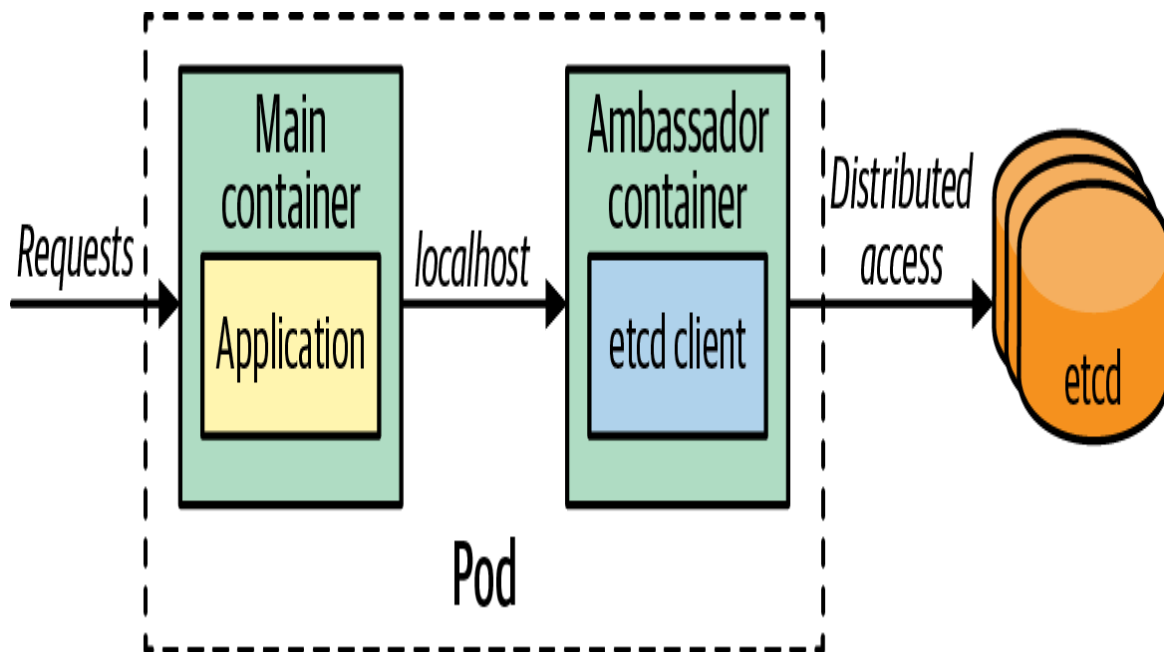 Requests
Main
container
Application
localhost
Ambassador
container
etcd client
Distributed
access
etcd
Pod